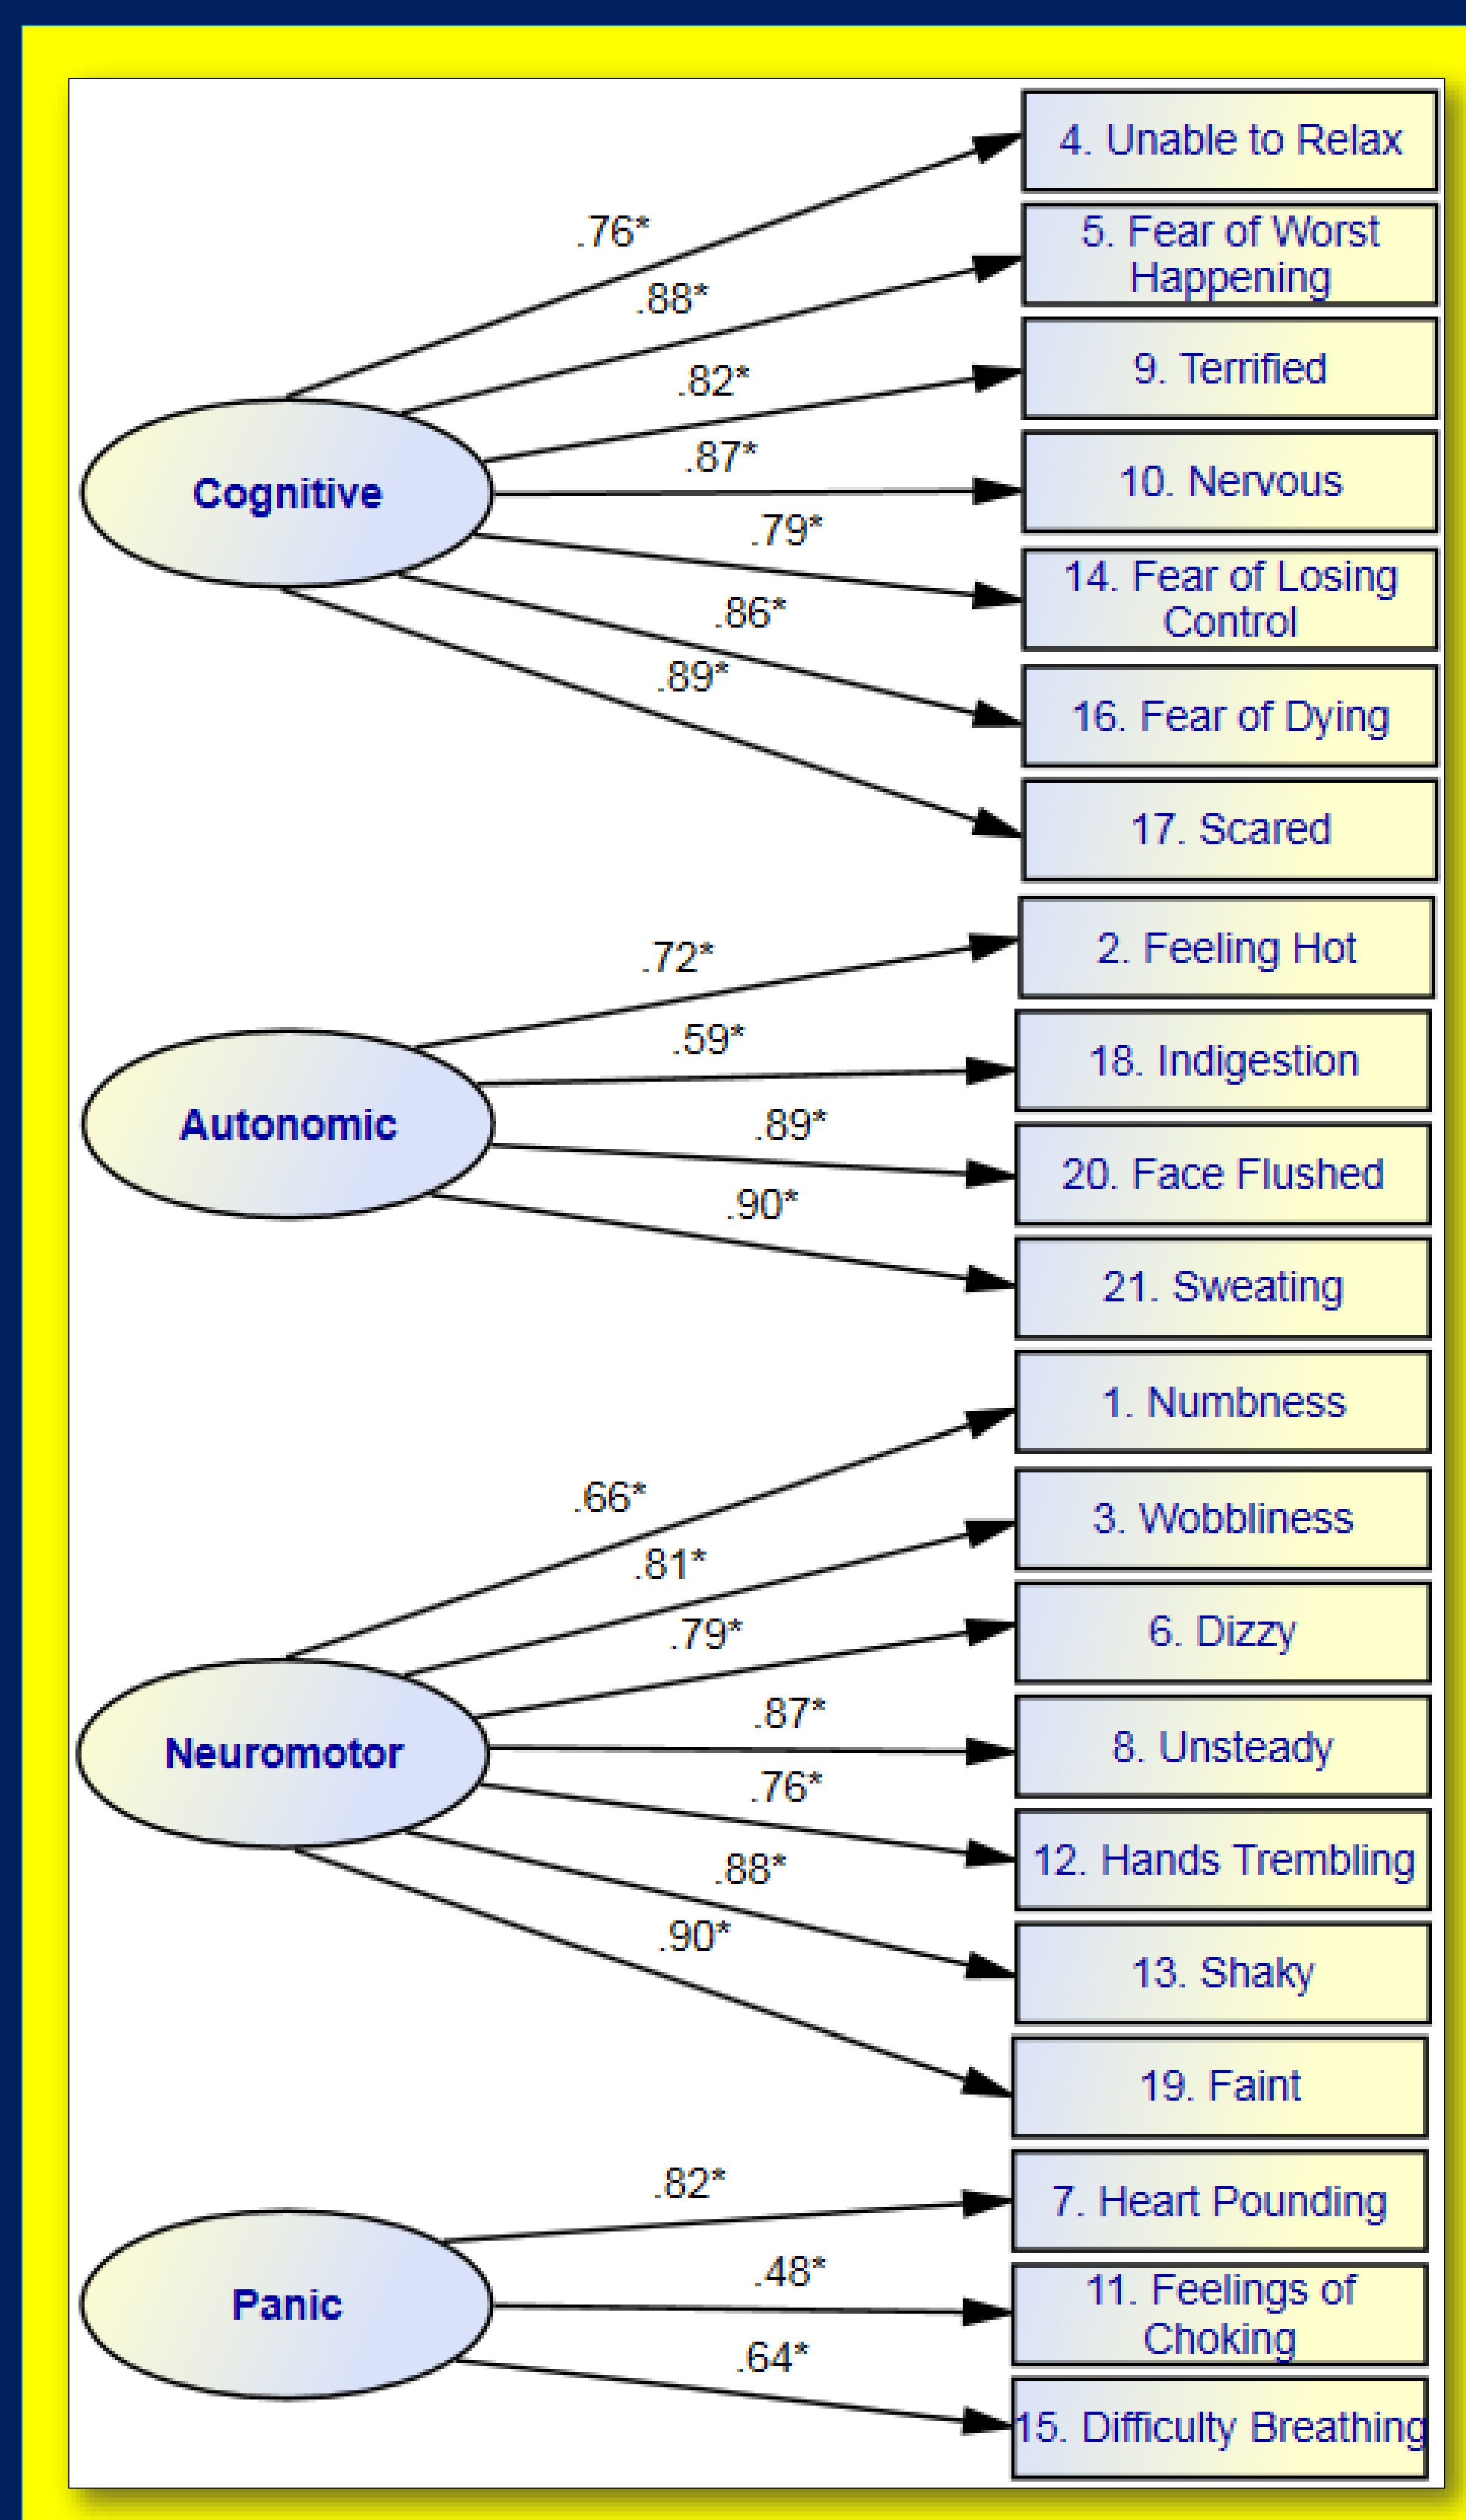 4. Unable to Relax
.76*
5. Fear of Worst
Happening
.88*
9. Terrified
.82*
10. Nervous
.87*
Cognitive
.79*
14. Fear of Losing
Control
.86*
.89*
16. Fear of Dying
17. Scared
2. Feeling Hot
.72*
.59*
18. Indigestion
Autonomic
.89*
20. Face Flushed
.90*
21. Sweating
1. Numbness
.66*
3. Wobbliness
.81*
.79*
6. Dizzy
.87*
8. Unsteady
Neuromotor
.76*
12. Hands Trembling
.88*
.90*
13. Shaky
19. Faint
.82*
7. Heart Pounding
.48*
11. Feelings of
Choking
Panic
.64*
15. Difficulty Breathing